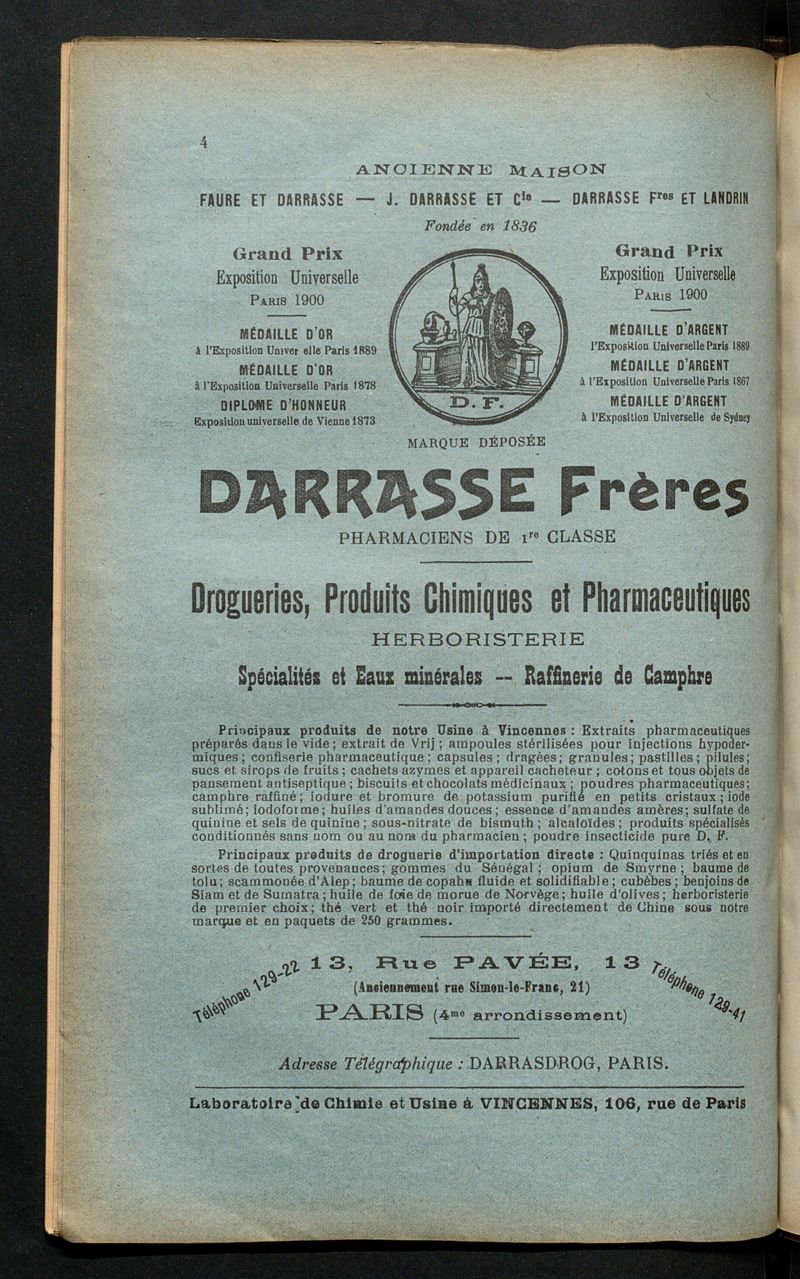 4
ANCIENNE MAISON
FAURE ET DARRASSE — J. DARRASSE ET Cie — DARRASSE Fres ET LANDRIN
Fondée en 1836
Grand Prix
Exposition Universelle
PARIS 1900
MÉDAILLE D'OR
à l'Exposition Univer elle Paris 1889
MÉDAILLE D'OR
à l'Exposition Universelle Paris 1878
DIPLOME D'HONNEUR
Exposition universelle de Vienne 1873
D. F.
MARQUE DÉPOSÉE
Grand Prix
Exposition Universelle
PARIS 1900
MÉDAILLE D'ARGENT
l'Exposition Universelle Paris 1889
MÉDAILLE D'ARGENT
à l'Exposition Universelle Paris 1867
MÉDAILLE D'ARGENT
à l'Exposition Universelle de Sydney
DARRASSE Frères
PHARMACIENS DE 1re CLASSE
Drogueries, Produits Chimiques et Pharmaceutiques
HERBORISTERIE
Spécialités et Eaux minérales -- Raffinerie de Camphre
Principaux produits de notre Usine à Vincennes : Extraits pharmaceutiques
préparés dans le vide ; extrait de Vrij ; ampoules stérilisées pour injections hypoder-
miques ; confiserie pharmaceutique ; capsules ; dragées ; granules ; pastilles ; pilules ;
sucs et sirops de fruits ; cachets azymes et appareil cacheteur ; cotons et tous objets de
pansement antiseptique ; biscuits et chocolats médicinaux ; poudres pharmaceutiques ;
camphre raffiné ; iodure et bromure de potassium purifié en petits cristaux ; iode
sublimé ; iodoforme ; huiles d'amandes douces ; essence d'amandes amères ; sulfate de
quinine et sels de quinine ; sous-nitrate de bismuth ; alcaloïdes ; produits spécialisés
conditionnés sans nom ou au nom du pharmacien ; poudre insecticide pure D. F.
Principaux produits de droguerie d'importation directe : Quinquinas triés et en
sortes de toutes provenances ; gommes du Sénégal ; opium de Smyrne ; baume de
tolu ; scammonée d'Alep ; baume de copahu fluide et solidifiable ; cubèbes ; benjoins de
Siam et de Sumatra ; huile de foie de morue de Norvège ; huile d'olives ; herboristerie
de premier choix ; thé vert et thé noir importé directement de Chine sous notre
marque et en paquets de 250 grammes.
Téléphone 129-22
13, Rue PAVÉE, 13
(Anciennement rue Simon-le-Franc, 21)
PARIS (4me arrondissement)
Téléphone 129-41
Adresse Télégraphique : DARRASDROG, PARIS.
Laboratoire de Chimie et Usine à VINCENNES, 106, rue de Paris